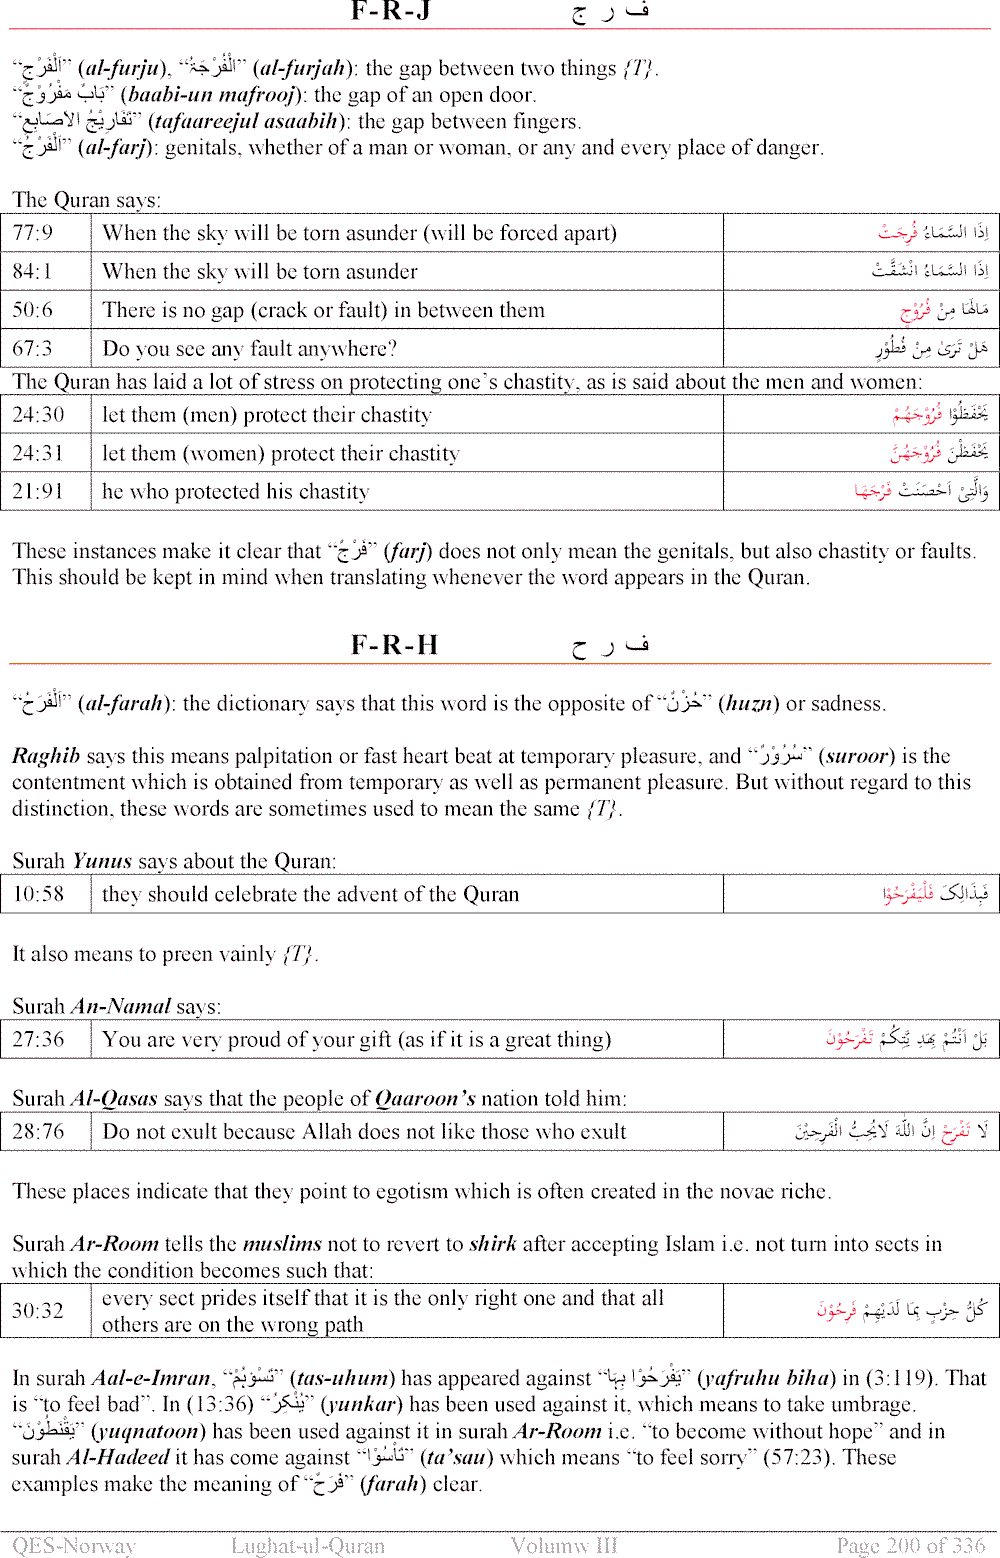 F-R-J ف ر ج
“اَلْفُرْجُ” (al-furju), “اَلْفُرْجَۃُ” (al-furjah): the gap between two things {T}.
“بَابٌ مَفْرُوْجٌ” (baabi-un mafrooj): the gap of an open door.
“تَفَارِیْجُ الْاَصَابِعِ” (tafaareejul asaabih): the gap between fingers.
“اَلْفَرْجُ” (al-farj): genitals, whether of a man or woman, or any and every place of danger.
The Quran says:
77:9 When the sky will be torn asunder (will be forced apart) اِذَا السَّمَاءُ فُرِجَتْ
84:1 When the sky will be torn asunder اِذَا السَّمَاءُ انْشَقَّتْ
50:6 There is no gap (crack or fault) in between them مَالَهَا مِنْ فُرُوْجٍ
67:3 Do you see any fault anywhere? هَلْ تَرَىٰ مِنْ فُطُوْرٍ
The Quran has laid a lot of stress on protecting one’s chastity, as is said about the men and women:
24:30 let them (men) protect their chastity يَحْفَظُوْا فُرُوْجَهُمْ
24:31 let them (women) protect their chastity يَحْفَظْنَ فُرُوْجَهُنَّ
21:91 he who protected his chastity وَالَّتِىْ اَحْصَنَتْ فَرْجَهَا
These instances make it clear that “فَرْجٌ” (farj) does not only mean the genitals, but also chastity or faults.
This should be kept in mind when translating whenever the word appears in the Quran.
F-R-H ف ر ح
“اَلْفَرَحُ” (al-farah): the dictionary says that this word is the opposite of “حُزْنٌ” (huzn) or sadness.
Raghib says this means palpitation or fast heart beat at temporary pleasure, and “سُرُوْرٌ” (suroor) is the
contentment which is obtained from temporary as well as permanent pleasure. But without regard to this
distinction, these words are sometimes used to mean the same {T}.
Surah Yunus says about the Quran:
10:58 they should celebrate the advent of the Quran فَبِذَالِکَ فَلْيَفْرَحُوْا
It also means to preen vainly {T}.
Surah An-Namal says:
27:36 You are very proud of your gift (as if it is a great thing) بَلْ اَنْتُمْ بِهَدِ يَّتِكُمْ تَفْرَحُوْنَ
Surah Al-Qasas says that the people of Qaaroon’s nation told him:
28:76 Do not exult because Allah does not like those who exult لَا تَفْرَحْ اِنَّ اللّٰهَ لَايُحِبُّ الْفَرِحِيْنَ
These places indicate that they point to egotism which is often created in the novae riche.
Surah Ar-Room tells the muslims not to revert to shirk after accepting Islam i.e. not turn into sects in
which the condition becomes such that:
30:32 every sect prides itself that it is the only right one and that all كُلُّ حِزْبٍ بِمَا لَدَيْهِمْ فَرِحُوْنَ
others are on the wrong path
In surah Aal-e-Imran, “تَسُؤْہُمْ” (tas-uhum) has appeared against “یَفْرَحُوْا بِہَا” (yafruhu biha) in (3:119). That
is “to feel bad”. In (13:36) “یُنْکِرُ” (yunkar) has been used against it, which means to take umbrage.
“یَقْنَطُوْنَ” (yuqnatoon) has been used against it in surah Ar-Room i.e. “to become without hope” and in
surah Al-Hadeed it has come against “تَأْسَوْا” (ta’sau) which means “to feel sorry” (57:23). These
examples make the meaning of “فَرَحٌ” (farah) clear.
QES-Norway Lughat-ul-Quran Volumw III Page 200 of 336